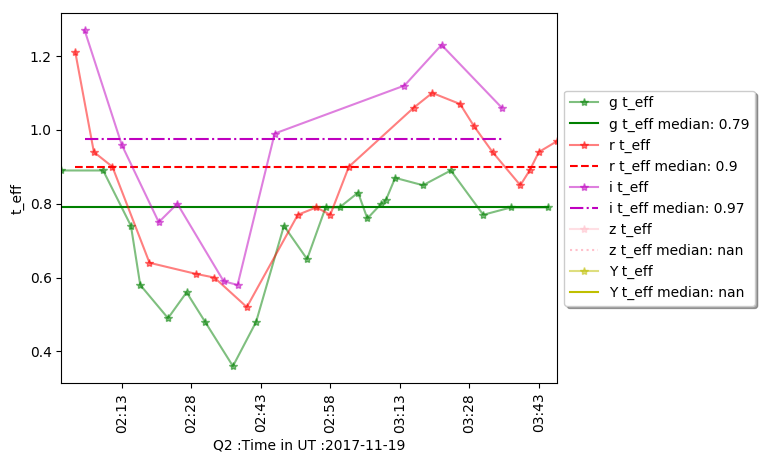 1.2
1.0
0.8
0.6
0.4
t_eff
02:13
02:28
02:43
02:58
03:13
03:28
03:43
Q2 :Time in UT :2017-11-19
g t_eff
g t_eff median: 0.79
r t_eff
r t_eff median: 0.9
i t_eff
i t_eff median: 0.97
z t_eff
z t_eff median: nan
Y t_eff
Y t_eff median: nan